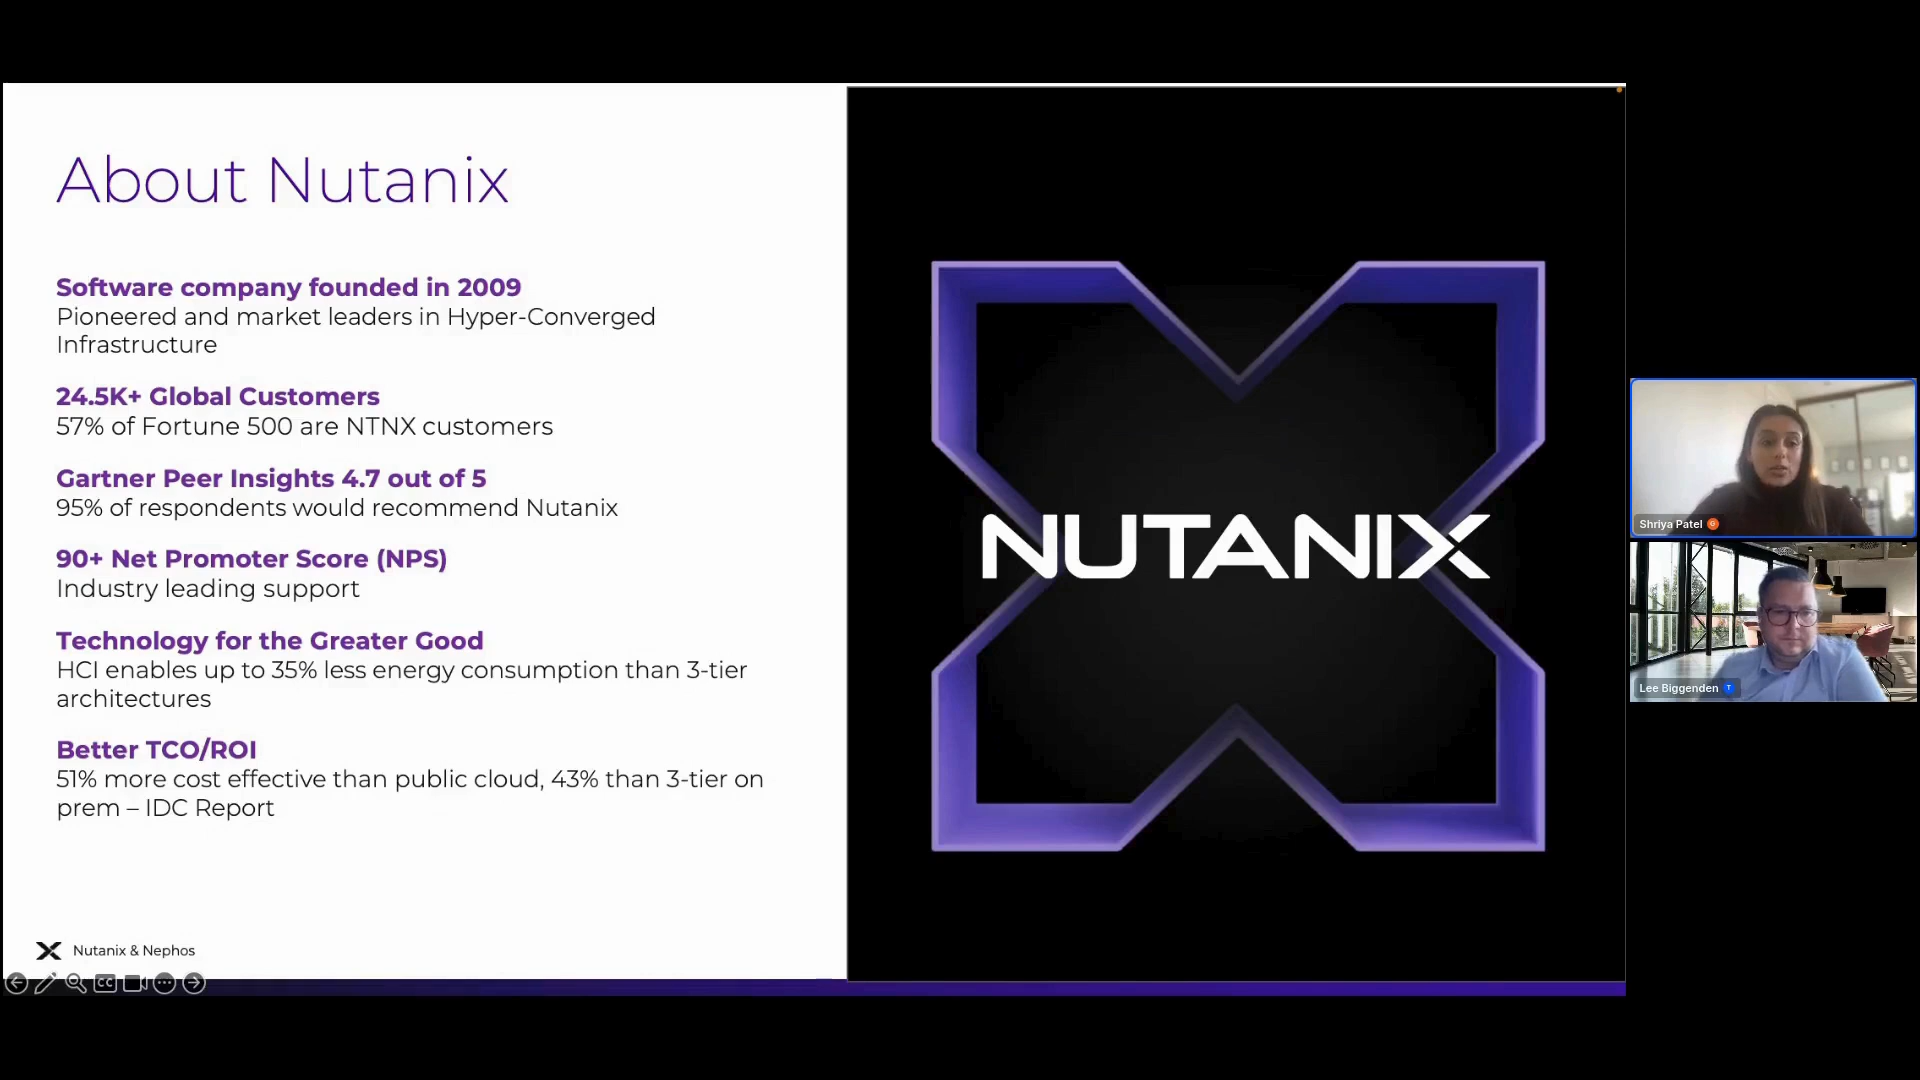 About Nutanix
Software company founded in 2009
Pioneered and market leaders in Hyper-Converged
Infrastructure
24.5K+ Global Customers
57% of Fortune 500 are NTNX customers
Gartner Peer Insights 4.7 out of 5
95% of respondents would recommend Nutanix
90+ Net Promoter Score (NPS)
Industry leading support
Technology for the Greater Good
HCI enables up to 35% less energy consumption than 3-tier
architectures
Better TCO/ROI
51% more cost effective than public cloud, 43% than 3-tier on
prem – IDC Report
Nutanix & Nephos
CC
NUTANIX
Shriya Patel G
Lee Biggenden T